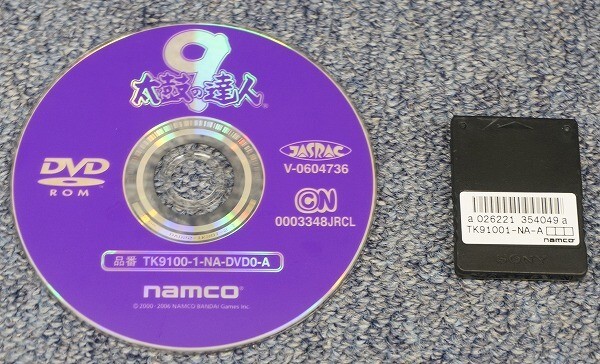 9
太鼓の達人®
DVD
ROM
JASRAC
V-0604736
0003348JRCL
品番 TK9100-1-NA-DVD0-A
namco®
© 2000-2006 NAMCO BANDAI Games Inc.
a 026221 354049 a
TK91001-NA-A
namco
SONY